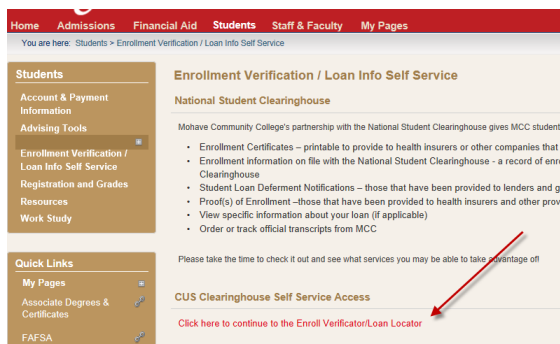 Home Admissions Financial Aid Students Staff & Faculty My Pages
You are here: Students > Enrollment Verification / Loan Info Self Service
Students
Account & Payment
Information
Advising Tools
Enrollment Verification /
Loan Info Self Service
Registration and Grades
Resources
Work Study
Quick Links
My Pages
Associate Degrees &
Certificates
FAFSA
Enrollment Verification / Loan Info Self Service
National Student Clearinghouse
Mohave Community College's partnership with the National Student Clearinghouse gives MCC student
• Enrollment Certificates – printable to provide to health insurers or other companies that
• Enrollment information on file with the National Student Clearinghouse - a record of enro
Clearinghouse
• Student Loan Deferment Notifications – those that have been provided to lenders and g
• Proof(s) of Enrollment –those that have been provided to health insurers and other prov
• View specific information about your loan (if applicable)
• Order or track official transcripts from MCC
Please take the time to check it out and see what services you may be able to take advantage of!
CUS Clearinghouse Self Service Access
Click here to continue to the Enroll Verificator/Loan Locator